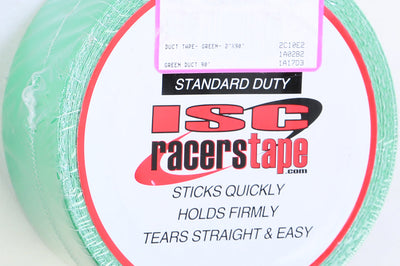 DUCT TAPE- GREEN- 2"X90' 2C10E2
1A02B2
GREEN DUCT 90' 1A17D3
STANDARD DUTY
ISC
racerstape
.com
STICKS QUICKLY
HOLDS FIRMLY
TEARS STRAIGHT & EASY